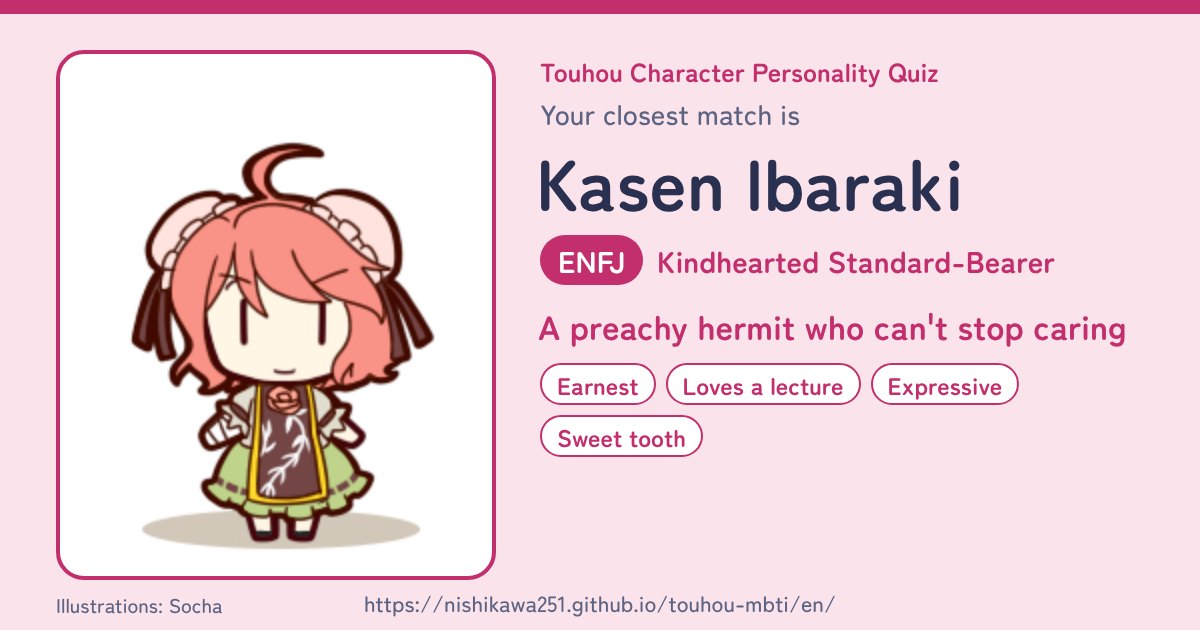 Touhou Character Personality Quiz
Your closest match is
Kasen Ibaraki
ENFJ Kindhearted Standard-Bearer
A preachy hermit who can't stop caring
Earnest Loves a lecture Expressive
Sweet tooth
Illustrations: Socha https://nishikawa251.github.io/touhou-mbti/en/